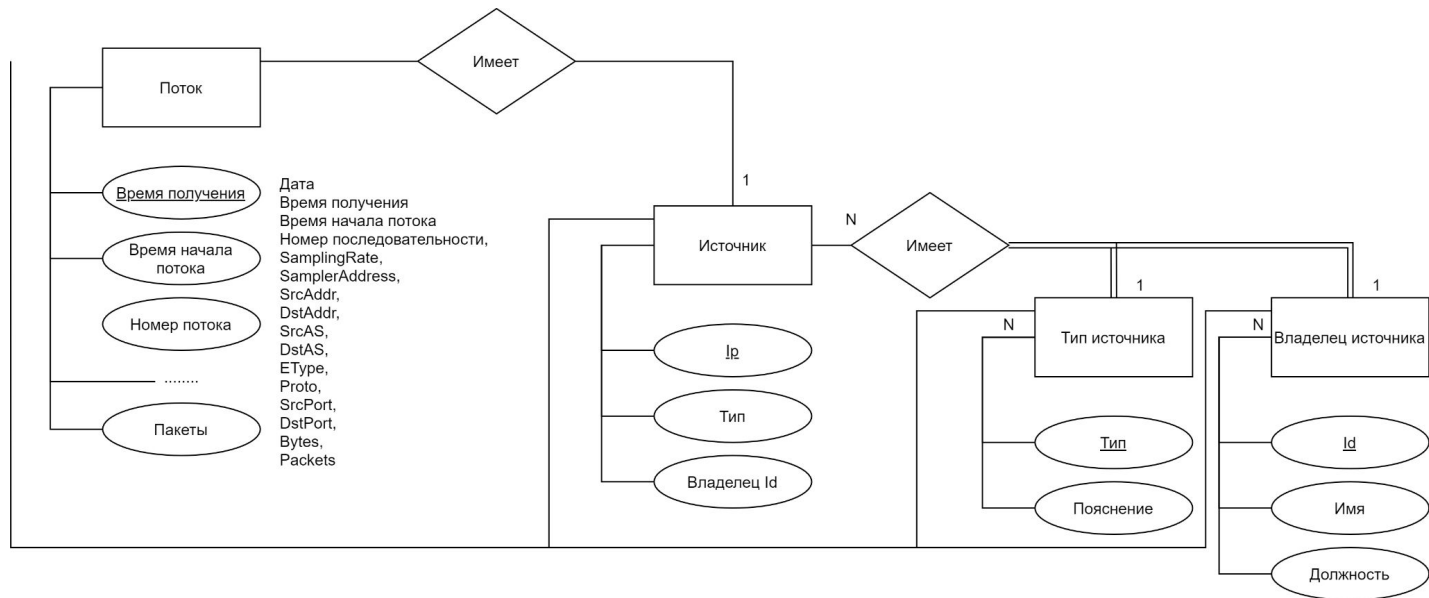 Имеет
Поток
Время получения
Время начала
потока
Номер потока
........
Пакеты
Дата
Время получения
Время начала потока
Номер последовательности,
SamplingRate,
SamplerAddress,
SrcAddr,
DstAddr,
SrcAS,
DstAS,
EType,
Proto,
SrcPort,
DstPort,
Bytes,
Packets
1
Источник
N
Имеет
Ip
Тип
Владелец Id
1
N
Тип источника
Тип
Пояснение
1
N
Владелец источника
Id
Имя
Должность